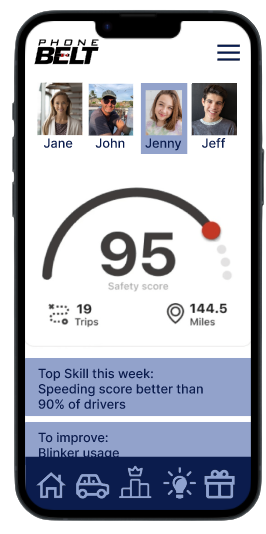 PHONE
BELT
Jane John Jenny Jeff
95
Safety score
19
Trips
144.5
Miles
Top Skill this week:
Speeding score better than
90% of drivers
To improve:
Blinker usage